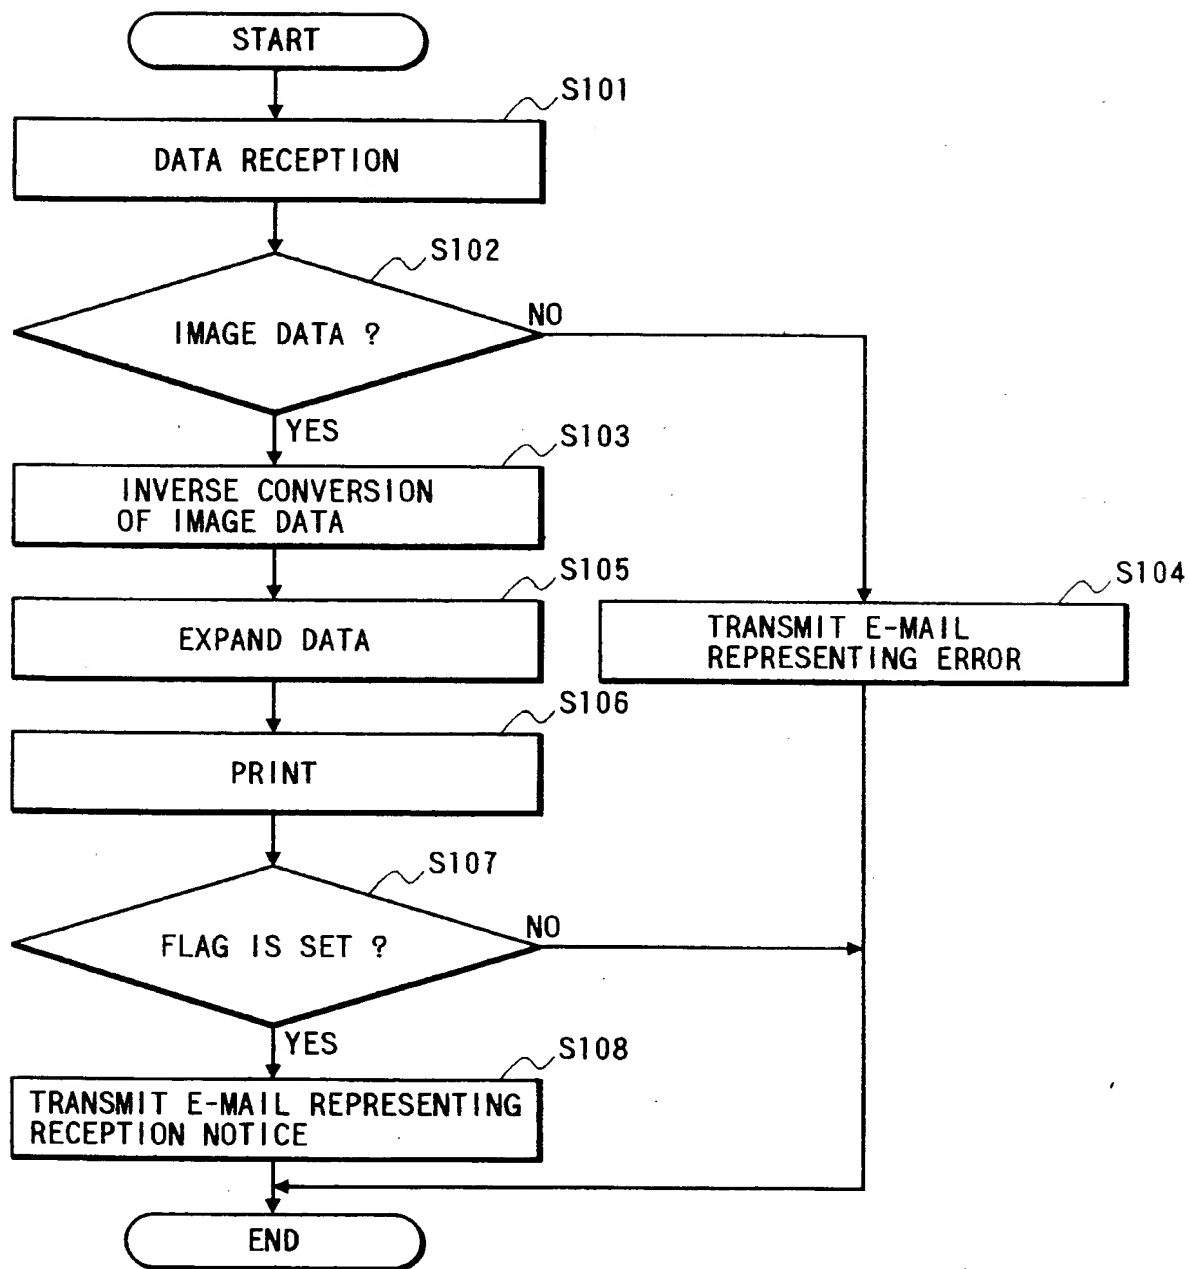 START
S101
DATA RECEPTION
S102
IMAGE DATA ?
NO
YES
S103
INVERSE CONVERSION
OF IMAGE DATA
S105
EXPAND DATA
S104
TRANSMIT E-MAIL
REPRESENTING ERROR
S106
PRINT
S107
FLAG IS SET ?
NO
YES
S108
TRANSMIT E-MAIL REPRESENTING
RECEPTION NOTICE
END